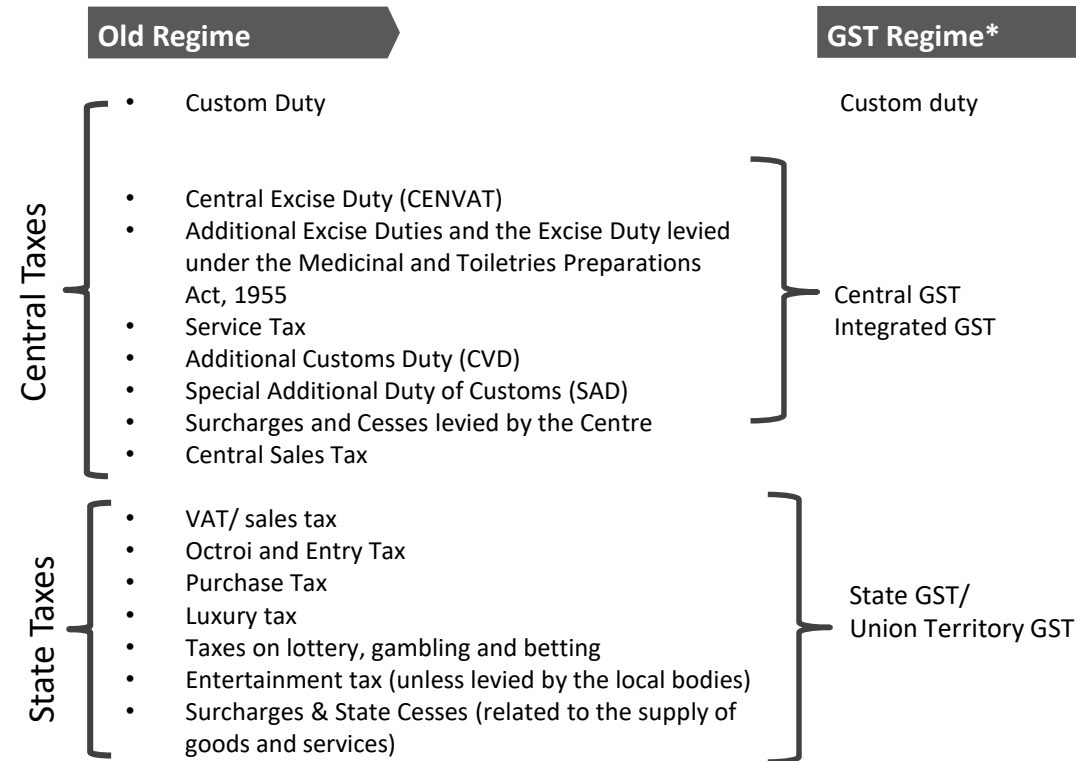 Old Regime
GST Regime*
Central Taxes
• Custom Duty
Custom duty
• Central Excise Duty (CENVAT)
• Additional Excise Duties and the Excise Duty levied
under the Medicinal and Toiletries Preparations
Act, 1955
• Service Tax
• Additional Customs Duty (CVD)
• Special Additional Duty of Customs (SAD)
• Surcharges and Cesses levied by the Centre
• Central Sales Tax
Central GST
Integrated GST
State Taxes
• VAT/ sales tax
• Octroi and Entry Tax
• Purchase Tax
• Luxury tax
• Taxes on lottery, gambling and betting
• Entertainment tax (unless levied by the local bodies)
• Surcharges & State Cesses (related to the supply of
goods and services)
State GST/
Union Territory GST